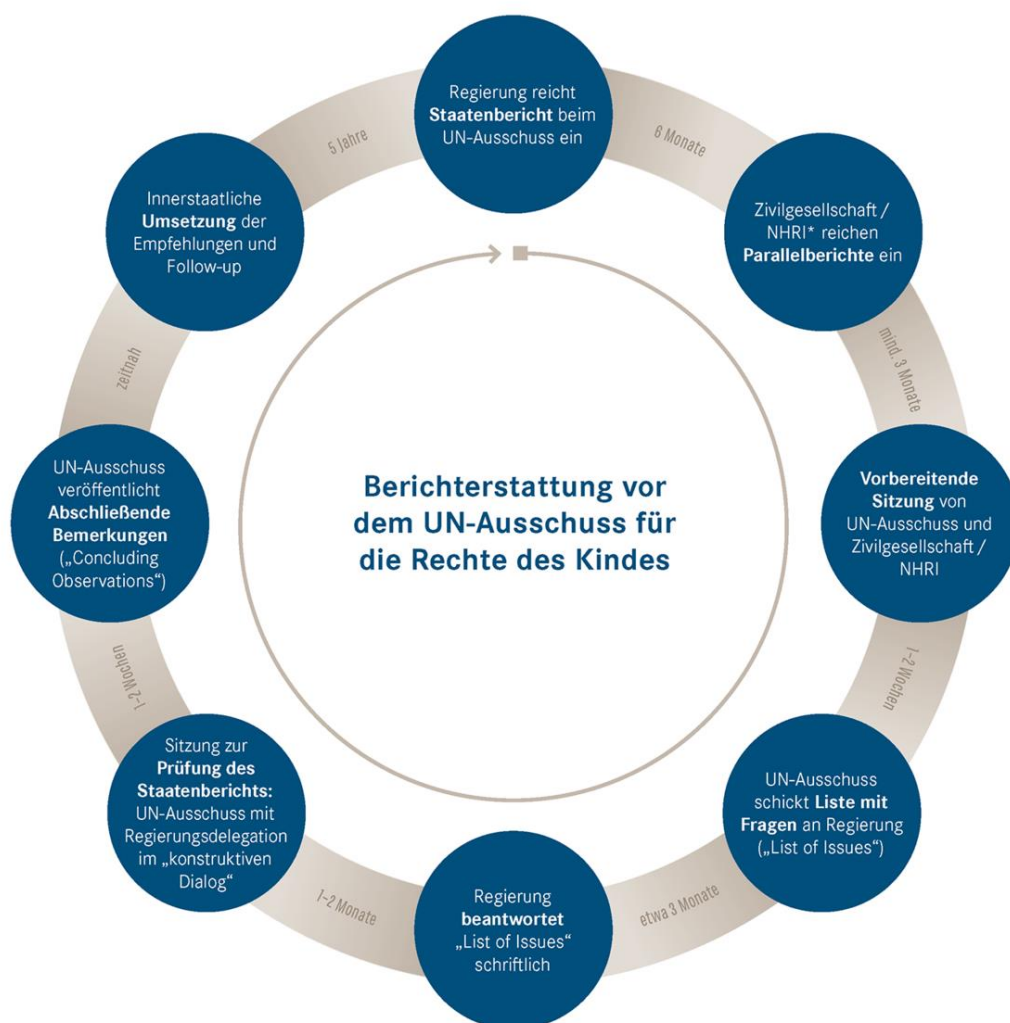 Regierung reicht
Staatenbericht beim
UN-Ausschuss ein
6 Monate
Zivilgesellschaft /
NHRI* reichen
Parallelberichte ein
mind. 3 Monate
Vorbereitende
Sitzung von
UN-Ausschuss und
Zivilgesellschaft /
NHRI
1–2 Wochen
UN-Ausschuss
schickt Liste mit
Fragen an Regierung
(„List of Issues“)
etwa 3 Monate
Regierung
beantwortet
„List of Issues“
schriftlich
1–2 Monate
Sitzung zur
Prüfung des
Staatenberichts:
UN-Ausschuss mit
Regierungsdelegation
im „konstruktiven
Dialog“
1–2 Wochen
UN-Ausschuss
veröffentlicht
Abschließende
Bemerkungen
(„Concluding
Observations“)
zeitnah
Innerstaatliche
Umsetzung der
Empfehlungen und
Follow-up
5 Jahre
Berichterstattung vor
dem UN-Ausschuss für
die Rechte des Kindes